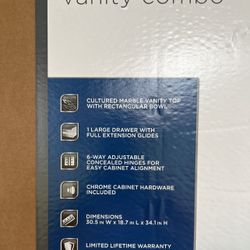 vanity combo
CULTURED MARBLE VANITY TOP
WITH RECTANGULAR BOWL
1 LARGE DRAWER WITH
FULL EXTENSION GLIDES
6-WAY ADJUSTABLE
CONCEALED HINGES FOR
EASY CABINET ALIGNMENT
CHROME CABINET HARDWARE
INCLUDED
DIMENSIONS
30.5 IN W x 18.7 IN L x 34.1 IN H
LIMITED LIFETIME WARRANTY